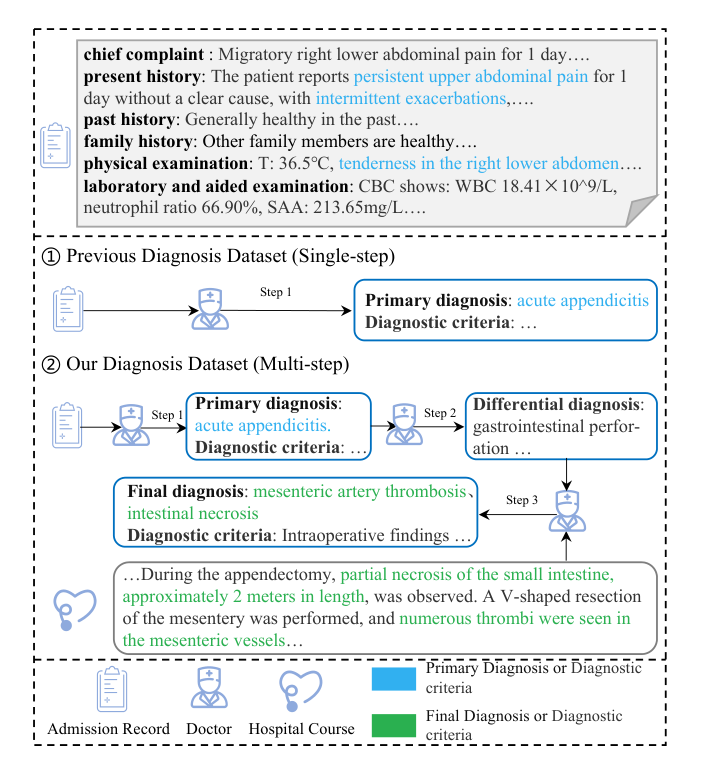 chief complaint : Migratory right lower abdominal pain for 1 day….
present history: The patient reports persistent upper abdominal pain for 1
day without a clear cause, with intermittent exacerbations,….
past history: Generally healthy in the past….
family history: Other family members are healthy….
physical examination: T: 36.5℃, tenderness in the right lower abdomen….
laboratory and aided examination: CBC shows: WBC 18.41×10^9/L,
neutrophil ratio 66.90%, SAA: 213.65mg/L….
① Previous Diagnosis Dataset (Single-step)
Step 1
Primary diagnosis: acute appendicitis
Diagnostic criteria: …
② Our Diagnosis Dataset (Multi-step)
Step 1
Primary diagnosis:
acute appendicitis.
Diagnostic criteria: …
Step 2
Differential diagnosis:
gastrointestinal perfor-
ation …
Step 3
Final diagnosis: mesenteric artery thrombosis、
intestinal necrosis
Diagnostic criteria: Intraoperative findings …
…During the appendectomy, partial necrosis of the small intestine,
approximately 2 meters in length, was observed. A V-shaped resection
of the mesentery was performed, and numerous thrombi were seen in
the mesenteric vessels…
Admission Record
Doctor
Hospital Course
Primary Diagnosis or Diagnostic
criteria
Final Diagnosis or Diagnostic
criteria